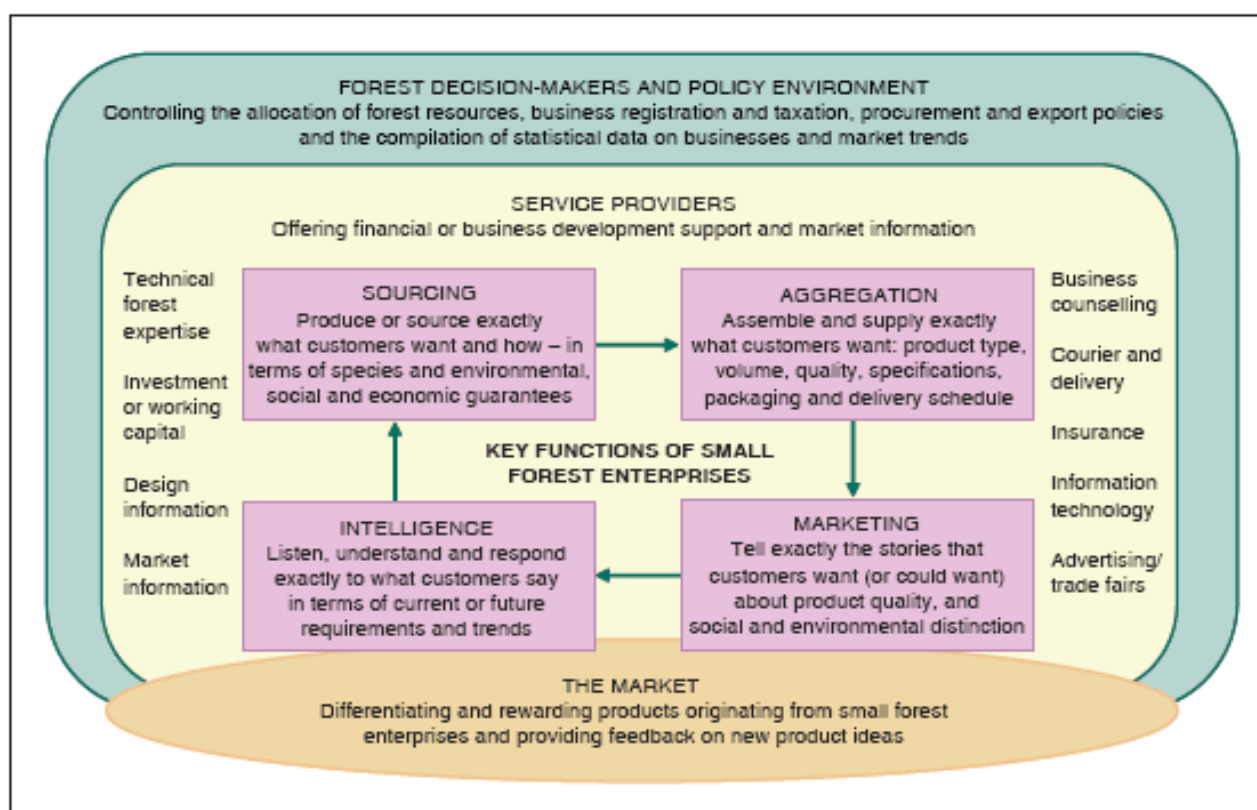 FOREST DECISION-MAKERS AND POLICY ENVIRONMENT
Controlling the allocation of forest resources, business registration and taxation, procurement and export policies
and the compilation of statistical data on businesses and market trends
SERVICE PROVIDERS
Offering financial or business development support and market information
Technical
forest
expertise
Investment
or working
capital
Design
information
Market
information
SOURCING
Produce or source exactly
what customers want and how – in
terms of species and environmental,
social and economic guarantees
AGGREGATION
Assemble and supply exactly
what customers want: product type,
volume, quality, specifications,
packaging and delivery schedule
KEY FUNCTIONS OF SMALL
FOREST ENTERPRISES
INTELLIGENCE
Listen, understand and respond
exactly to what customers say
in terms of current or future
requirements and trends
MARKETING
Tell exactly the stories that
customers want (or could want)
about product quality, and
social and environmental distinction
Business
counselling
Courier and
delivery
Insurance
Information
technology
Advertising/
trade fairs
THE MARKET
Differentiating and rewarding products originating from small forest
enterprises and providing feedback on new product ideas